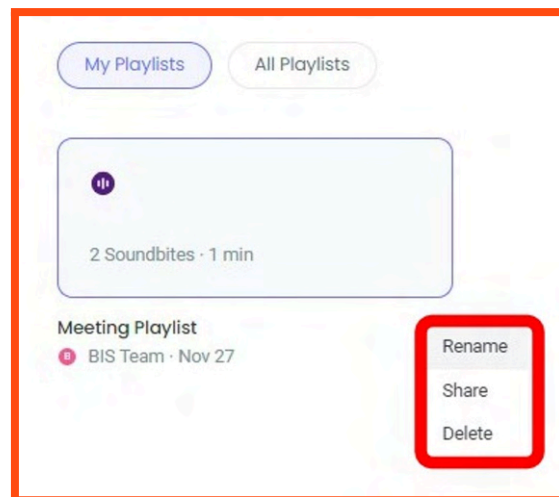 My Playlists
All Playlists
2 Soundbites · 1 min
Meeting Playlist
B
BIS Team · Nov 27
Rename
Share
Delete